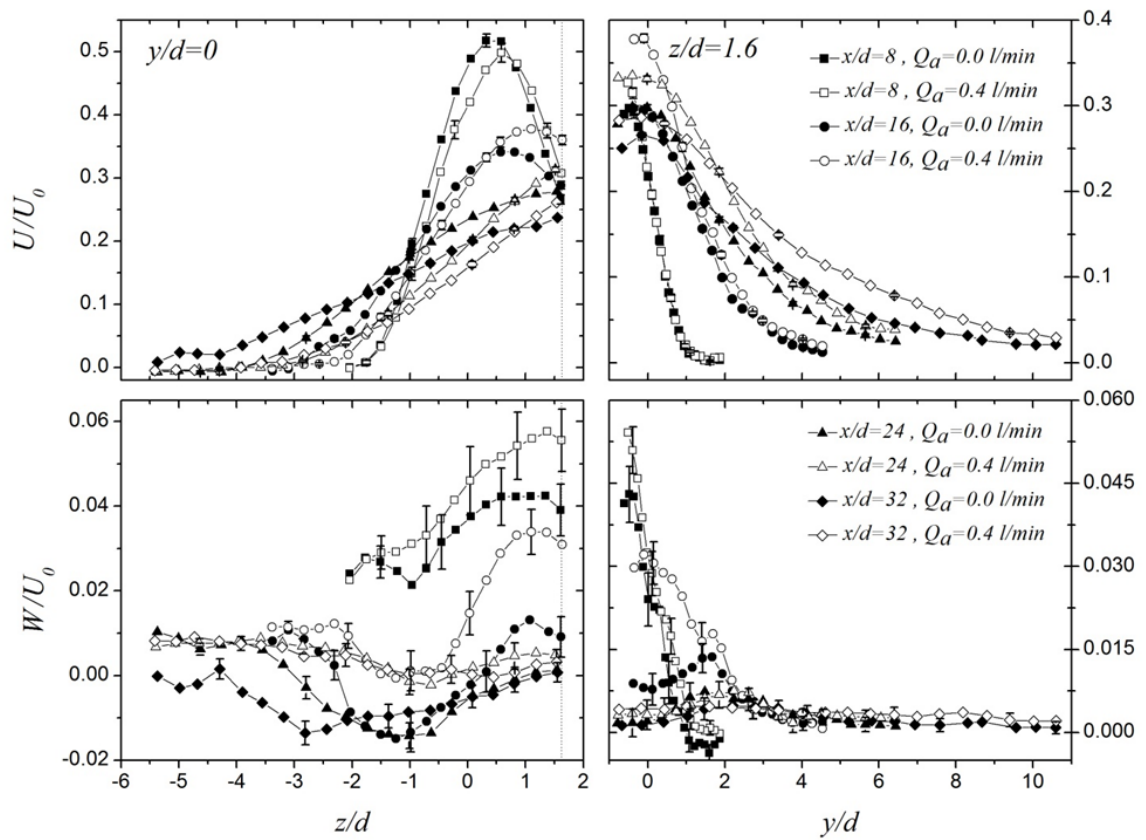 y/d=0
z/d=1.6
0.5
0.4
0.3
0.2
0.1
0.0
U/U0
0.4
0.3
0.2
0.1
0.0
x/d=8 , Qa=0.0 l/min
x/d=8 , Qa=0.4 l/min
x/d=16, Qa=0.0 l/min
x/d=16, Qa=0.4 l/min
0.06
0.04
0.02
0.00
-0.02
W/U0
0.060
0.045
0.030
0.015
0.000
x/d=24 , Qa=0.0 l/min
x/d=24 , Qa=0.4 l/min
x/d=32 , Qa=0.0 l/min
x/d=32 , Qa=0.4 l/min
-6 -5 -4 -3 -2 -1 0 1 2
0 2 4 6 8 10
z/d
y/d